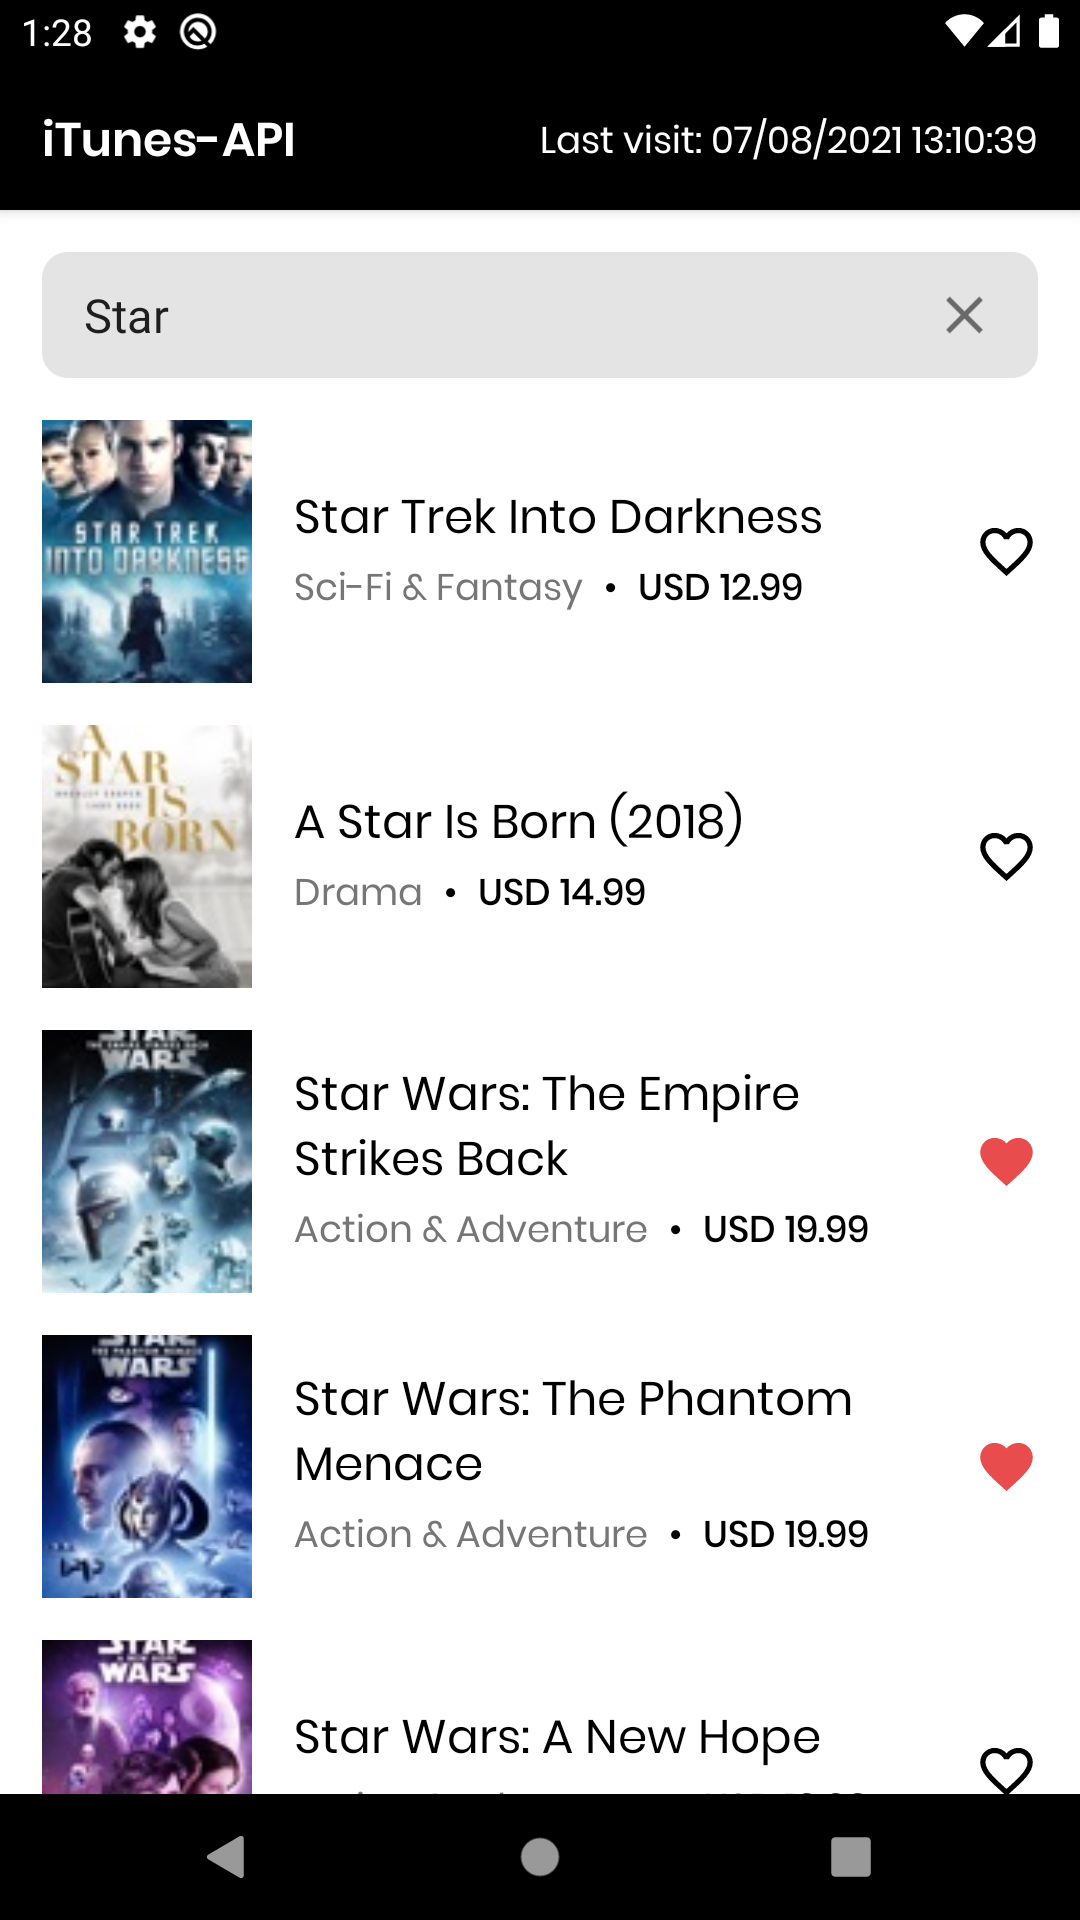 1:28
iTunes-API
Last visit: 07/08/2021 13:10:39
Star
STAR TREK
INTO DARKNESS
Star Trek Into Darkness
Sci-Fi & Fantasy • USD 12.99
A
STAR
IS
BORN
A Star Is Born (2018)
Drama • USD 14.99
STAR
WARS
Star Wars: The Empire
Strikes Back
Action & Adventure • USD 19.99
STAR
WARS
Star Wars: The Phantom
Menace
Action & Adventure • USD 19.99
STAR
WARS
Star Wars: A New Hope